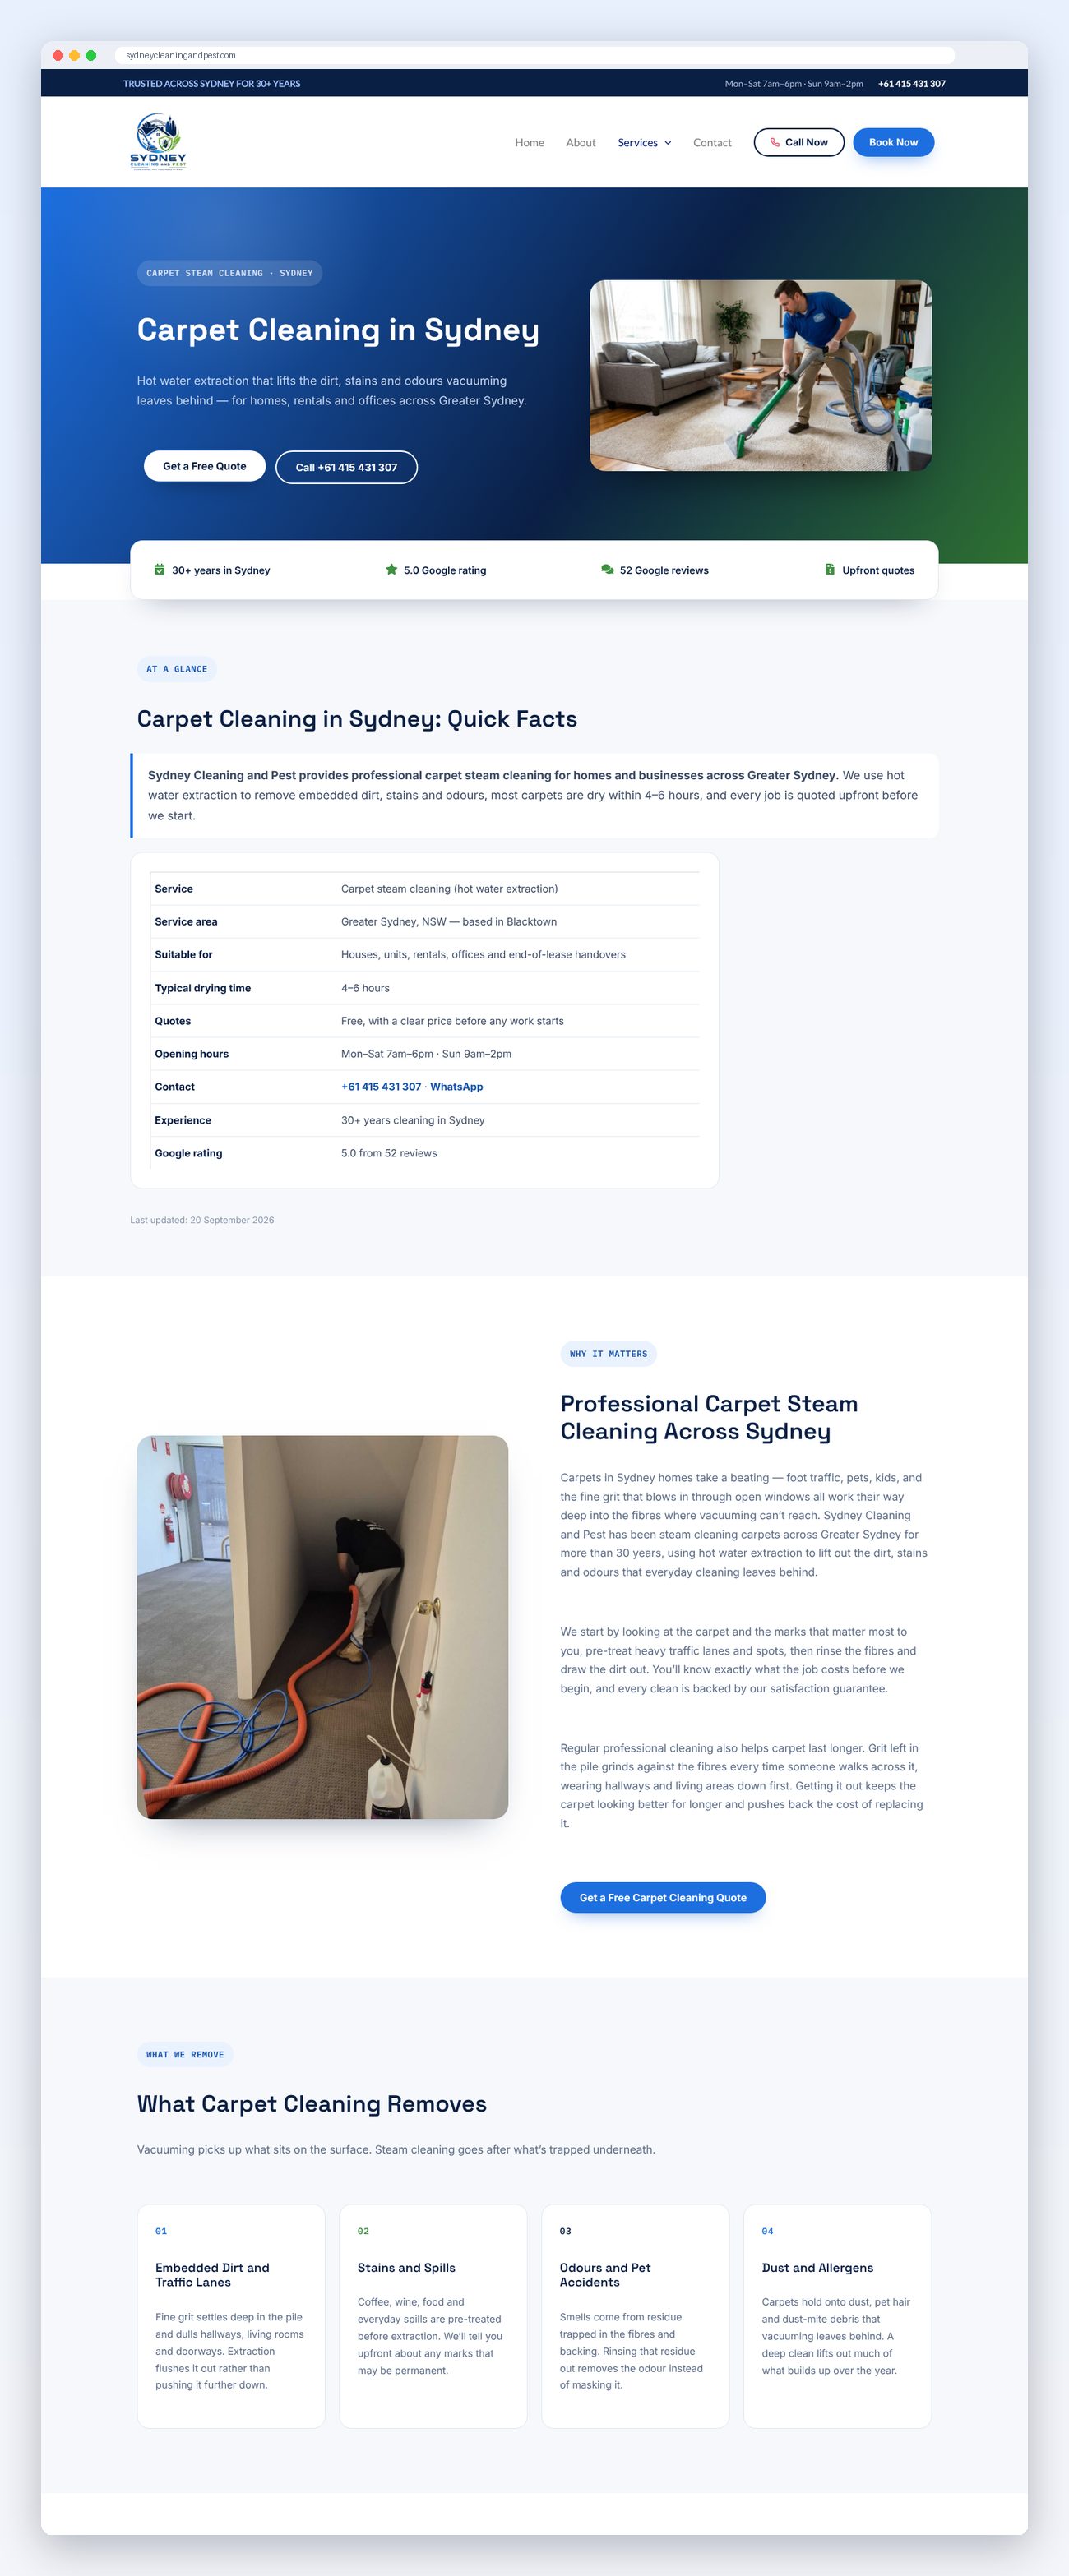 sydneycleaningandpest.com
TRUSTED ACROSS SYDNEY FOR 30+ YEARS
Mon–Sat 7am–6pm · Sun 9am–2pm
+61 415 431 307
SYDNEY
CLEANING AND PEST
Home
About
Services
Contact
Call Now
Book Now
CARPET STEAM CLEANING · SYDNEY
Carpet Cleaning in Sydney
Hot water extraction that lifts the dirt, stains and odours vacuuming
leaves behind — for homes, rentals and offices across Greater Sydney.
Get a Free Quote
Call +61 415 431 307
30+ years in Sydney
5.0 Google rating
52 Google reviews
Upfront quotes
AT A GLANCE
Carpet Cleaning in Sydney: Quick Facts
Sydney Cleaning and Pest provides professional carpet steam cleaning for homes and businesses across Greater Sydney. We use hot
water extraction to remove embedded dirt, stains and odours, most carpets are dry within 4–6 hours, and every job is quoted upfront before
we start.
Service Carpet steam cleaning (hot water extraction)
Service area Greater Sydney, NSW — based in Blacktown
Suitable for Houses, units, rentals, offices and end-of-lease handovers
Typical drying time 4–6 hours
Quotes Free, with a clear price before any work starts
Opening hours Mon–Sat 7am–6pm · Sun 9am–2pm
Contact +61 415 431 307 · WhatsApp
Experience 30+ years cleaning in Sydney
Google rating 5.0 from 52 reviews
Last updated: 20 September 2026
WHY IT MATTERS
Professional Carpet Steam
Cleaning Across Sydney
Carpets in Sydney homes take a beating — foot traffic, pets, kids, and
the fine grit that blows in through open windows all work their way
deep into the fibres where vacuuming can’t reach. Sydney Cleaning
and Pest has been steam cleaning carpets across Greater Sydney for
more than 30 years, using hot water extraction to lift out the dirt, stains
and odours that everyday cleaning leaves behind.
We start by looking at the carpet and the marks that matter most to
you, pre-treat heavy traffic lanes and spots, then rinse the fibres and
draw the dirt out. You’ll know exactly what the job costs before we
begin, and every clean is backed by our satisfaction guarantee.
Regular professional cleaning also helps carpet last longer. Grit left in
the pile grinds against the fibres every time someone walks across it,
wearing hallways and living areas down first. Getting it out keeps the
carpet looking better for longer and pushes back the cost of replacing
it.
Get a Free Carpet Cleaning Quote
WHAT WE REMOVE
What Carpet Cleaning Removes
Vacuuming picks up what sits on the surface. Steam cleaning goes after what’s trapped underneath.
01
Embedded Dirt and
Traffic Lanes
Fine grit settles deep in the pile
and dulls hallways, living rooms
and doorways. Extraction
flushes it out rather than
pushing it further down.
02
Stains and Spills
Coffee, wine, food and
everyday spills are pre-treated
before extraction. We’ll tell you
upfront about any marks that
may be permanent.
03
Odours and Pet
Accidents
Smells come from residue
trapped in the fibres and
backing. Rinsing that residue
out removes the odour instead
of masking it.
04
Dust and Allergens
Carpets hold onto dust, pet hair
and dust-mite debris that
vacuuming leaves behind. A
deep clean lifts out much of
what builds up over the year.